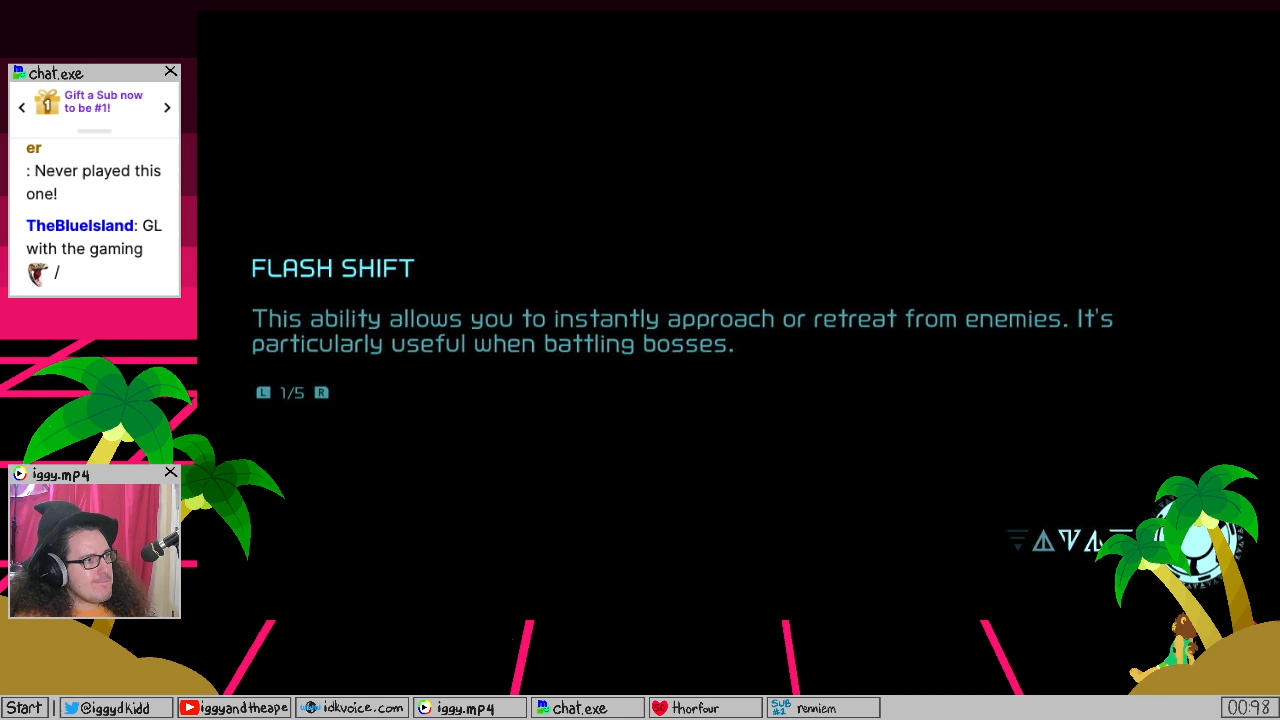 chat.exe
Gift a Sub now
to be #1!
1
er
: Never played this
one!
TheBlueIsland: GL
with the gaming
/
FLASH SHIFT
This ability allows you to instantly approach or retreat from enemies. It's
particularly useful when battling bosses.
L 1/5 R
iggy.mp4
Start | @iggydkidd iggyandtheape www idkvoice.com iggy.mp4 chat.exe thorfour SUB #2 renniem 00:98